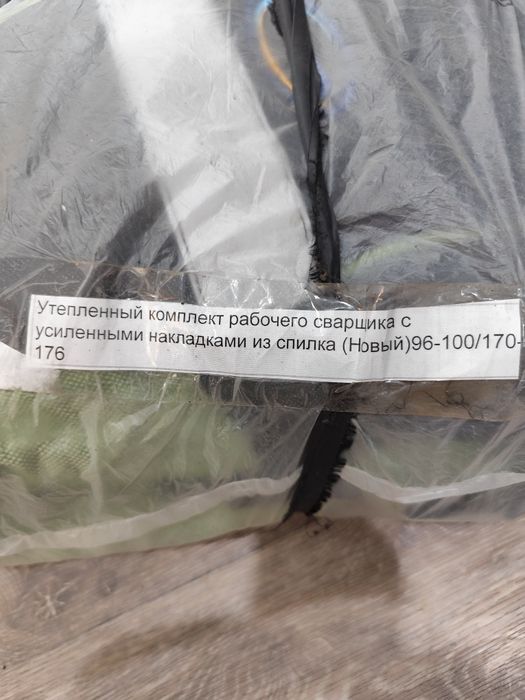 Утепленный комплект рабочего сварщика с
усиленными накладками из спилка (Новый)96-100/170-
176